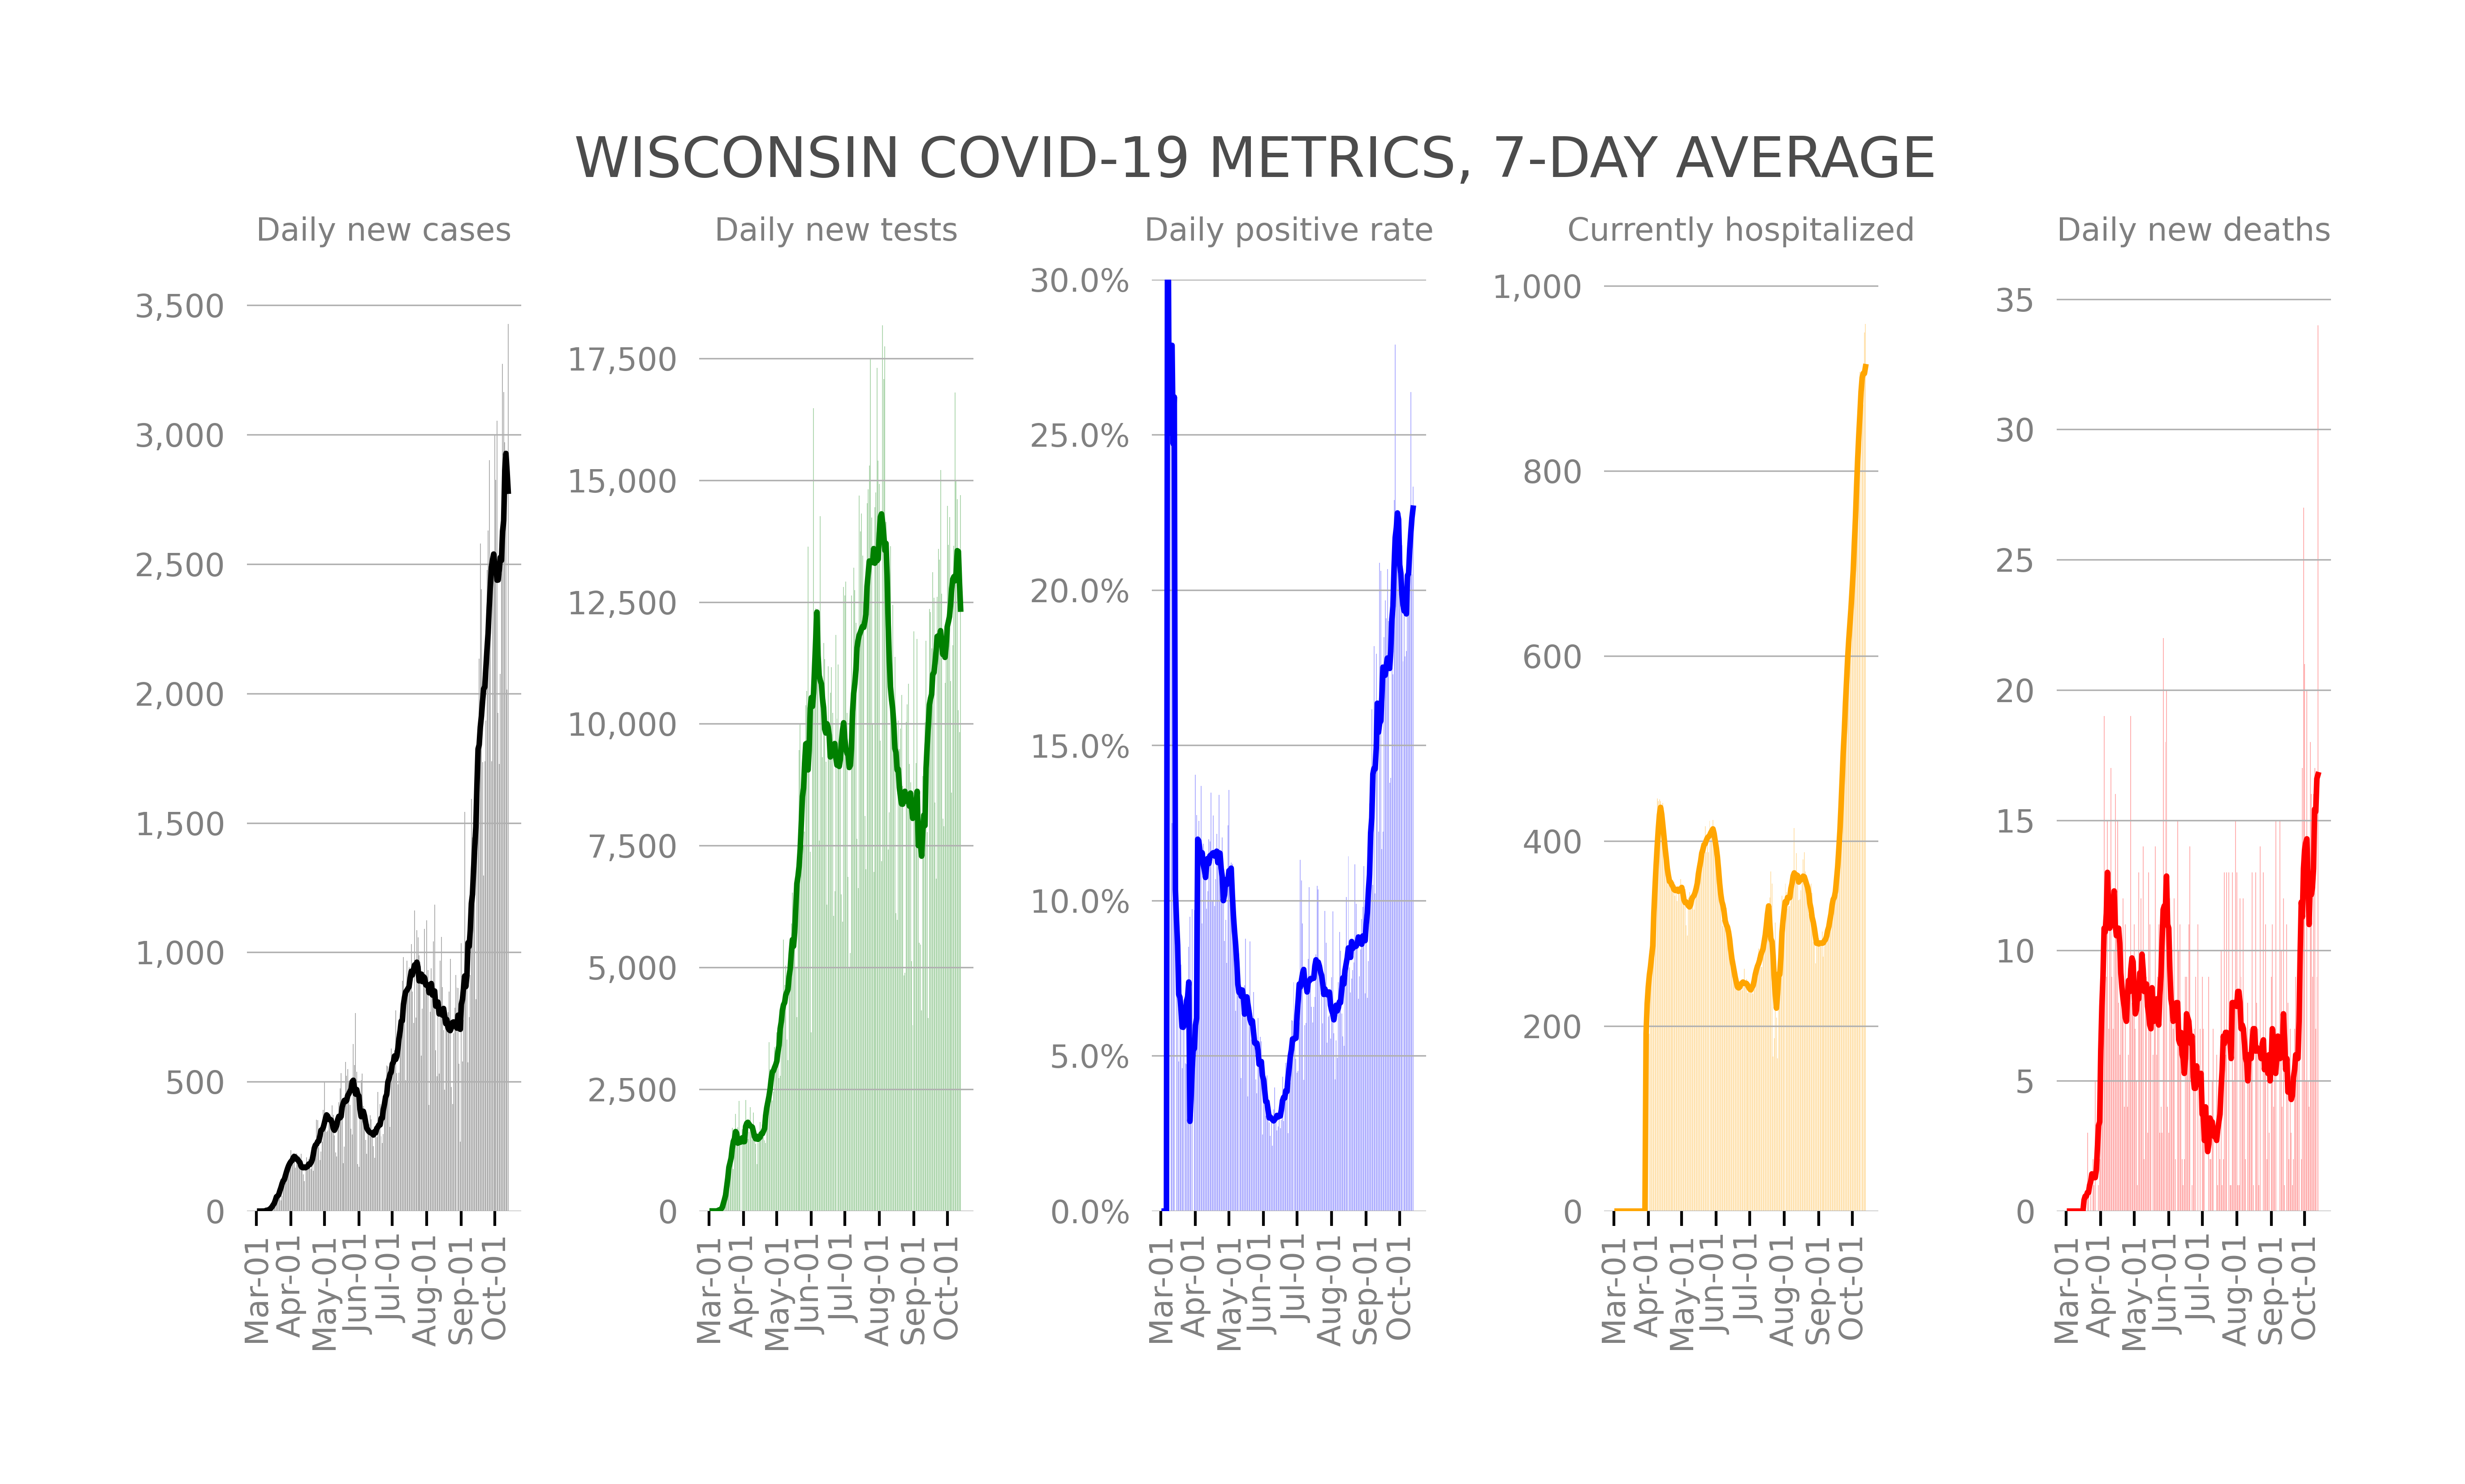 WISCONSIN COVID-19 METRICS, 7-DAY AVERAGE
Daily new cases
3,500
3,000
2,500
2,000
1,500
1,000
500
0
Mar-01
Apr-01
May-01
Jun-01
Jul-01
Aug-01
Sep-01
Oct-01
Daily new tests
17,500
15,000
12,500
10,000
7,500
5,000
2,500
0
Mar-01
Apr-01
May-01
Jun-01
Jul-01
Aug-01
Sep-01
Oct-01
Daily positive rate
30.0%
25.0%
20.0%
15.0%
10.0%
5.0%
0.0%
Mar-01
Apr-01
May-01
Jun-01
Jul-01
Aug-01
Sep-01
Oct-01
Currently hospitalized
1,000
800
600
400
200
0
Mar-01
Apr-01
May-01
Jun-01
Jul-01
Aug-01
Sep-01
Oct-01
Daily new deaths
35
30
25
20
15
10
5
0
Mar-01
Apr-01
May-01
Jun-01
Jul-01
Aug-01
Sep-01
Oct-01